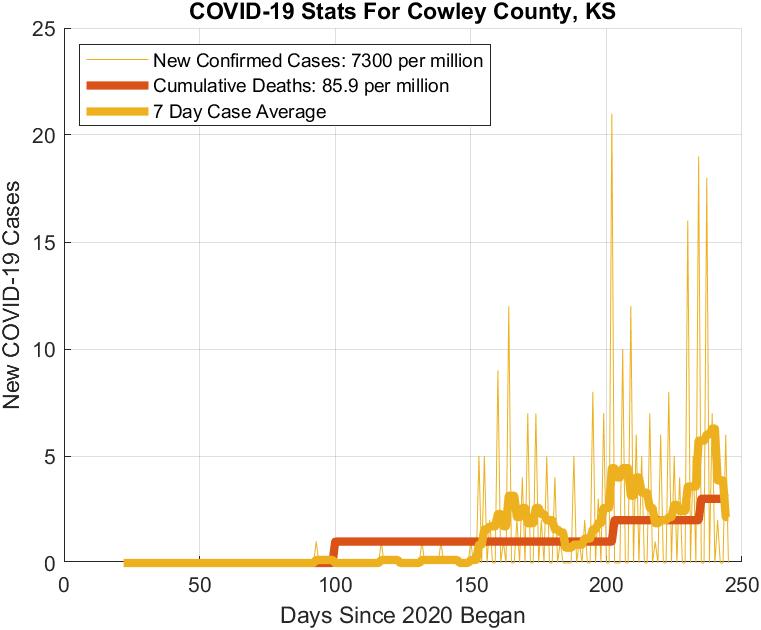 COVID-19 Stats For Cowley County, KS
25
20
15
10
5
0
New Confirmed Cases: 7300 per million
Cumulative Deaths: 85.9 per million
7 Day Case Average
New COVID-19 Cases
0 50 100 150 200 250
Days Since 2020 Began